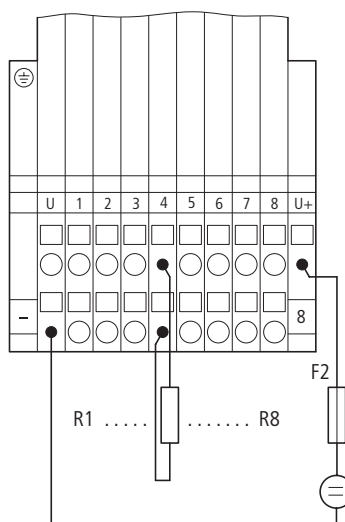 U 1 2 3 4 5 6 7 8 U+
– 8
F2
R1 ..... ....... R8